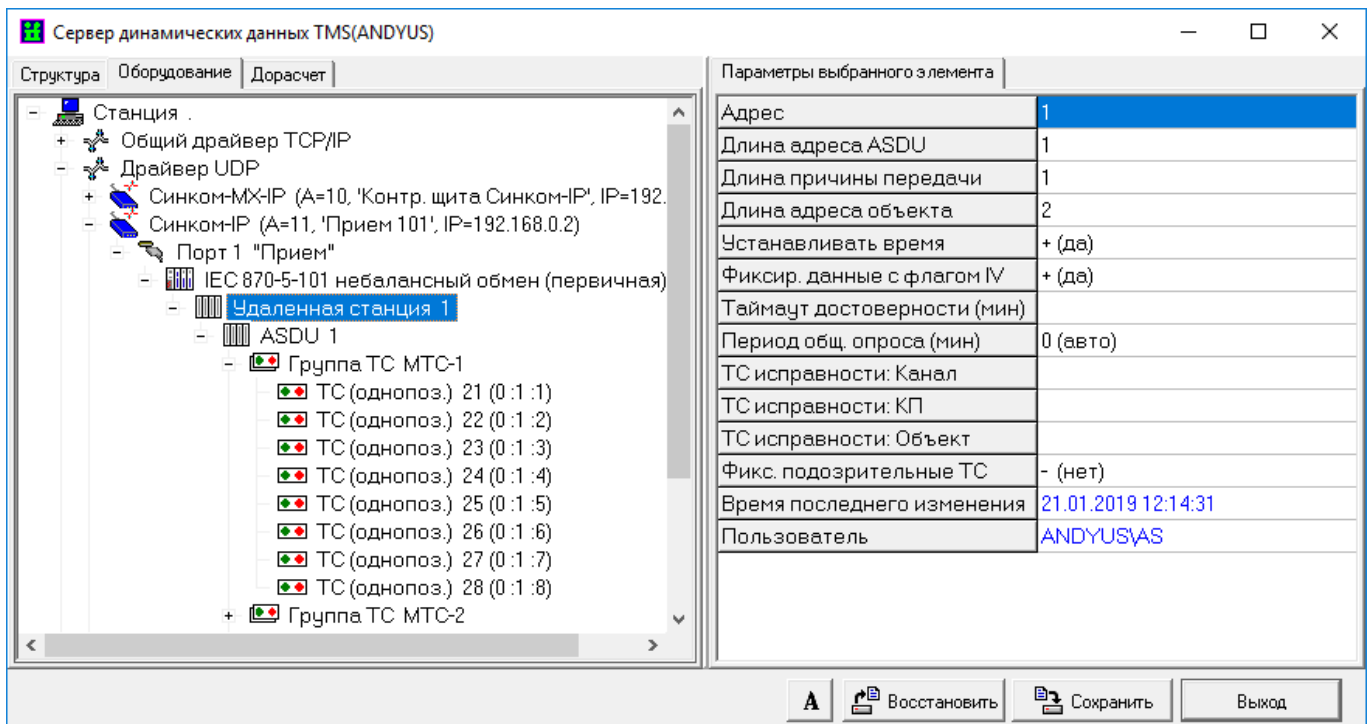 Сервер динамических данных TMS(ANDYUS)
Структура Оборудование Дорасчет
Станция .
Общий драйвер TCP/IP
Драйвер UDP
Синком-MX-IP (A=10, 'Контр. щита Синком-IP', IP=192.
Синком-IP (A=11, 'Прием 101', IP=192.168.0.2)
Порт 1 "Прием"
IEC 870-5-101 небалансный обмен (первичная)
Удаленная станция 1
ASDU 1
Группа ТС МТС-1
ТС (однопоз.) 21 (0 :1 :1)
ТС (однопоз.) 22 (0 :1 :2)
ТС (однопоз.) 23 (0 :1 :3)
ТС (однопоз.) 24 (0 :1 :4)
ТС (однопоз.) 25 (0 :1 :5)
ТС (однопоз.) 26 (0 :1 :6)
ТС (однопоз.) 27 (0 :1 :7)
ТС (однопоз.) 28 (0 :1 :8)
Группа ТС МТС-2
Параметры выбранного элемента
Адрес 1
Длина адреса ASDU 1
Длина причины передачи 1
Длина адреса объекта 2
Устанавливать время + (да)
Фиксир. данные с флагом IV + (да)
Таймаут достоверности (мин)
Период общ. опроса (мин) 0 (авто)
ТС исправности: Канал
ТС исправности: КП
ТС исправности: Объект
Фикс. подозрительные ТС - (нет)
Время последнего изменения 21.01.2019 12:14:31
Пользователь ANDYUS\AS
A Восстановить Сохранить Выход